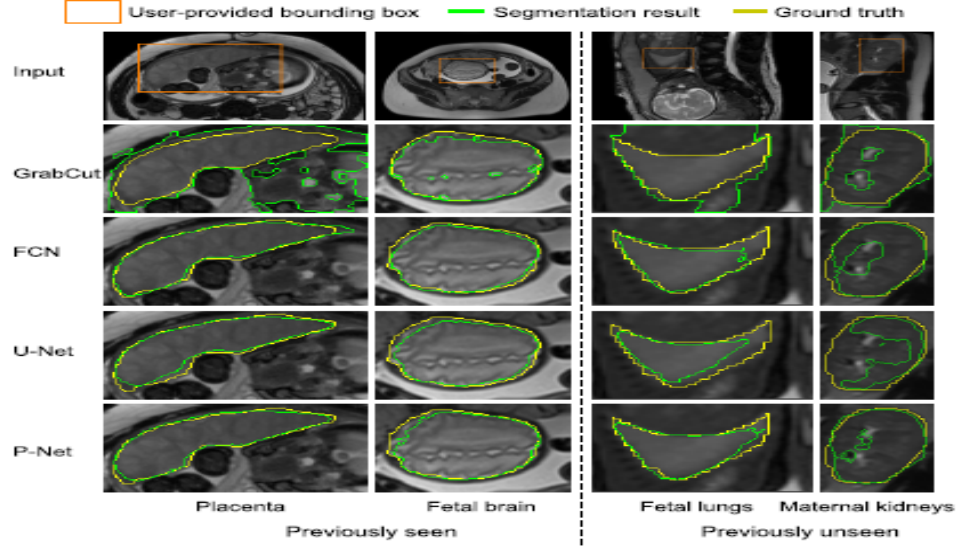 User-provided bounding box Segmentation result Ground truth
Input
GrabCut
FCN
U-Net
P-Net
Placenta Fetal brain Fetal lungs Maternal kidneys
Previously seen Previously unseen